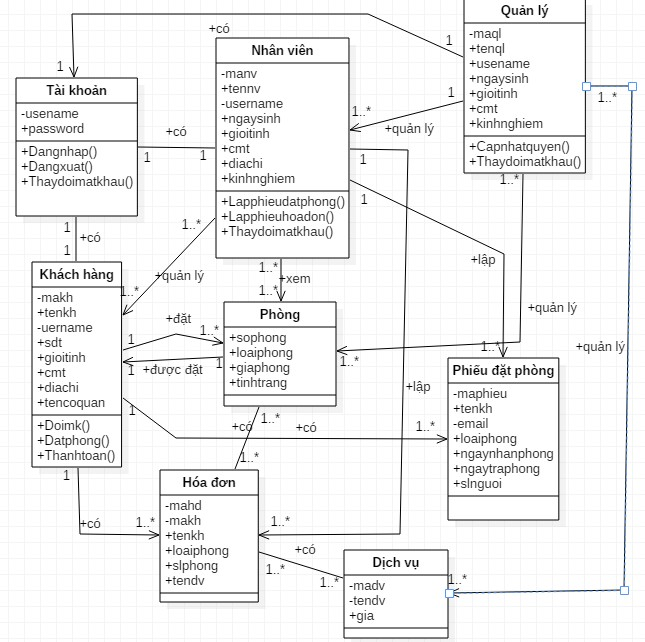 Quản lý
-maql
+tenql
+usename
+ngaysinh
+gioitinh
+cmt
+kinhnghiem
+Capnhatquyen()
+Thaydoimatkhau()
+có
1
1
Nhân viên
-manv
+tennv
-username
+ngaysinh
+gioitinh
+cmt
+diachi
+kinhnghiem
+Lapphieudatphong()
+Lapphieuhoadon()
+Thaydoimatkhau()
Tài khoản
-usename
+password
+Dangnhap()
+Dangxuat()
+Thaydoimatkhau()
1
1..*
+quản lý
1..*
+có
1
1
1
1
1..*
1
+có
1
1..*
+quản lý
1..*
+lập
1..*
+xem
1..*
Khách hàng
-makh
+tenkh
-uername
+sdt
+gioitinh
+cmt
+diachi
+tencoquan
+Doimk()
+Datphong()
+Thanhtoan()
Phòng
+sophong
+loaiphong
+giaphong
+tinhtrang
+quản lý
+đặt
1
1..*
+được đặt
1
1
1..*
1..*
+quản lý
Phiếu đặt phòng
-maphieu
+tenkh
-email
+loaiphong
+ngaynhanphong
+ngaytraphong
+slnguoi
+lập
1
+có
1..*
1..*
+có
1..*
1
+có
1..*
1..*
Hóa đơn
-mahd
-makh
+tenkh
+loaiphong
+slphong
+tendv
+có
1..*
1..*
Dịch vụ
-madv
-tendv
+gia
1..*